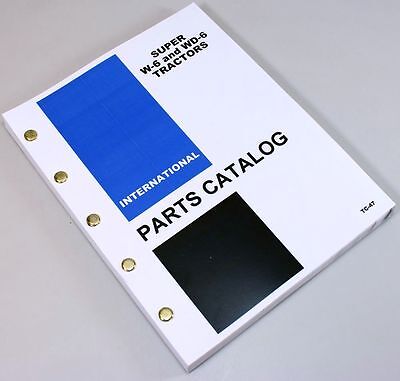 SUPER
W-6 and WD-6
TRACTORS
INTERNATIONAL
PARTS CATALOG
TC-47